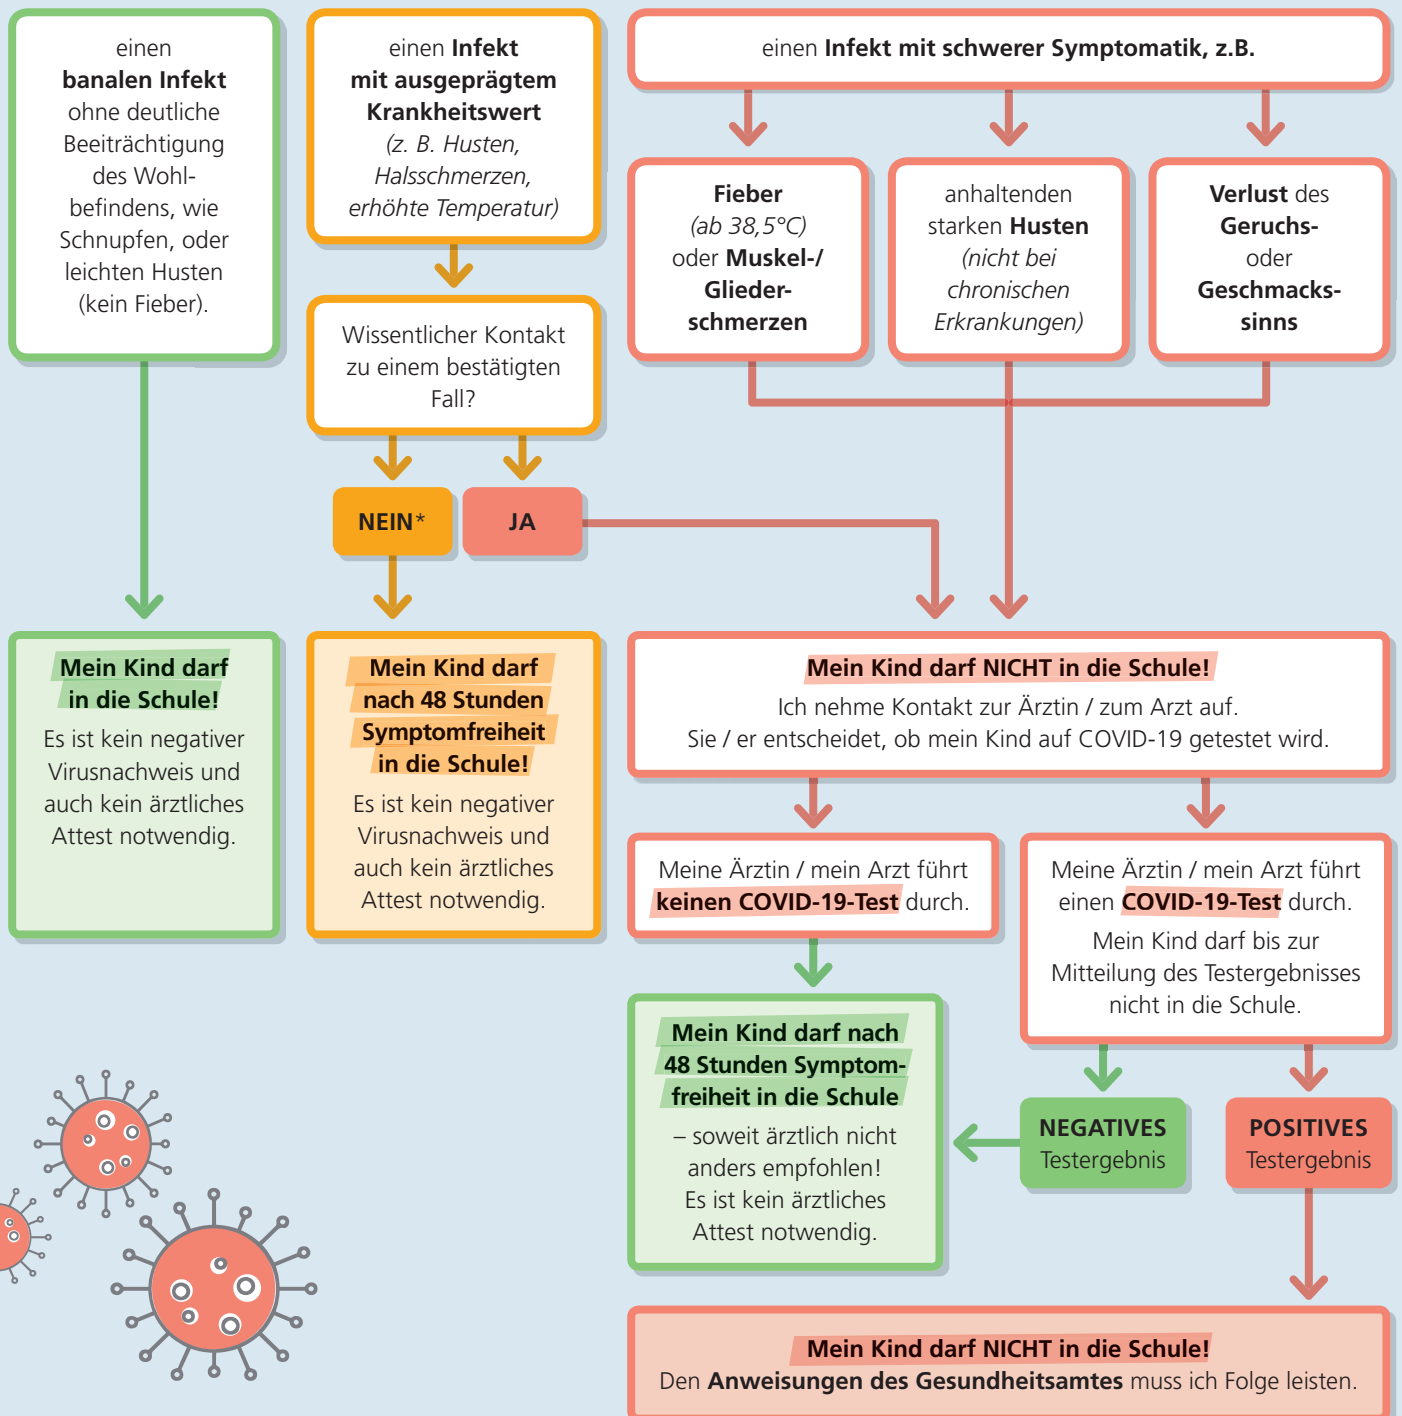 einen
banalen Infekt
ohne deutliche
Beeiträchtigung
des Wohl-
befindens, wie
Schnupfen, oder
leichten Husten
(kein Fieber).
einen Infekt
mit ausgeprägtem
Krankheitswert
(z. B. Husten,
Halsschmerzen,
erhöhte Temperatur)
einen Infekt mit schwerer Symptomatik, z.B.
Fieber
(ab 38,5°C)
oder Muskel-/
Glieder-
schmerzen
anhaltenden
starken Husten
(nicht bei
chronischen
Erkrankungen)
Verlust des
Geruchs-
oder
Geschmacks-
sinns
Wissentlicher Kontakt
zu einem bestätigten
Fall?
NEIN*
JA
Mein Kind darf
in die Schule!
Es ist kein negativer
Virusnachweis und
auch kein ärztliches
Attest notwendig.
Mein Kind darf
nach 48 Stunden
Symptomfreiheit
in die Schule!
Es ist kein negativer
Virusnachweis und
auch kein ärztliches
Attest notwendig.
Mein Kind darf NICHT in die Schule!
Ich nehme Kontakt zur Ärztin / zum Arzt auf.
Sie / er entscheidet, ob mein Kind auf COVID-19 getestet wird.
Meine Ärztin / mein Arzt führt
keinen COVID-19-Test durch.
Meine Ärztin / mein Arzt führt
einen COVID-19-Test durch.
Mein Kind darf bis zur
Mitteilung des Testergebnisses
nicht in die Schule.
Mein Kind darf nach
48 Stunden Symptom-
freiheit in die Schule
– soweit ärztlich nicht
anders empfohlen!
Es ist kein ärztliches
Attest notwendig.
NEGATIVES
Testergebnis
POSITIVES
Testergebnis
Mein Kind darf NICHT in die Schule!
Den Anweisungen des Gesundheitsamtes muss ich Folge leisten.